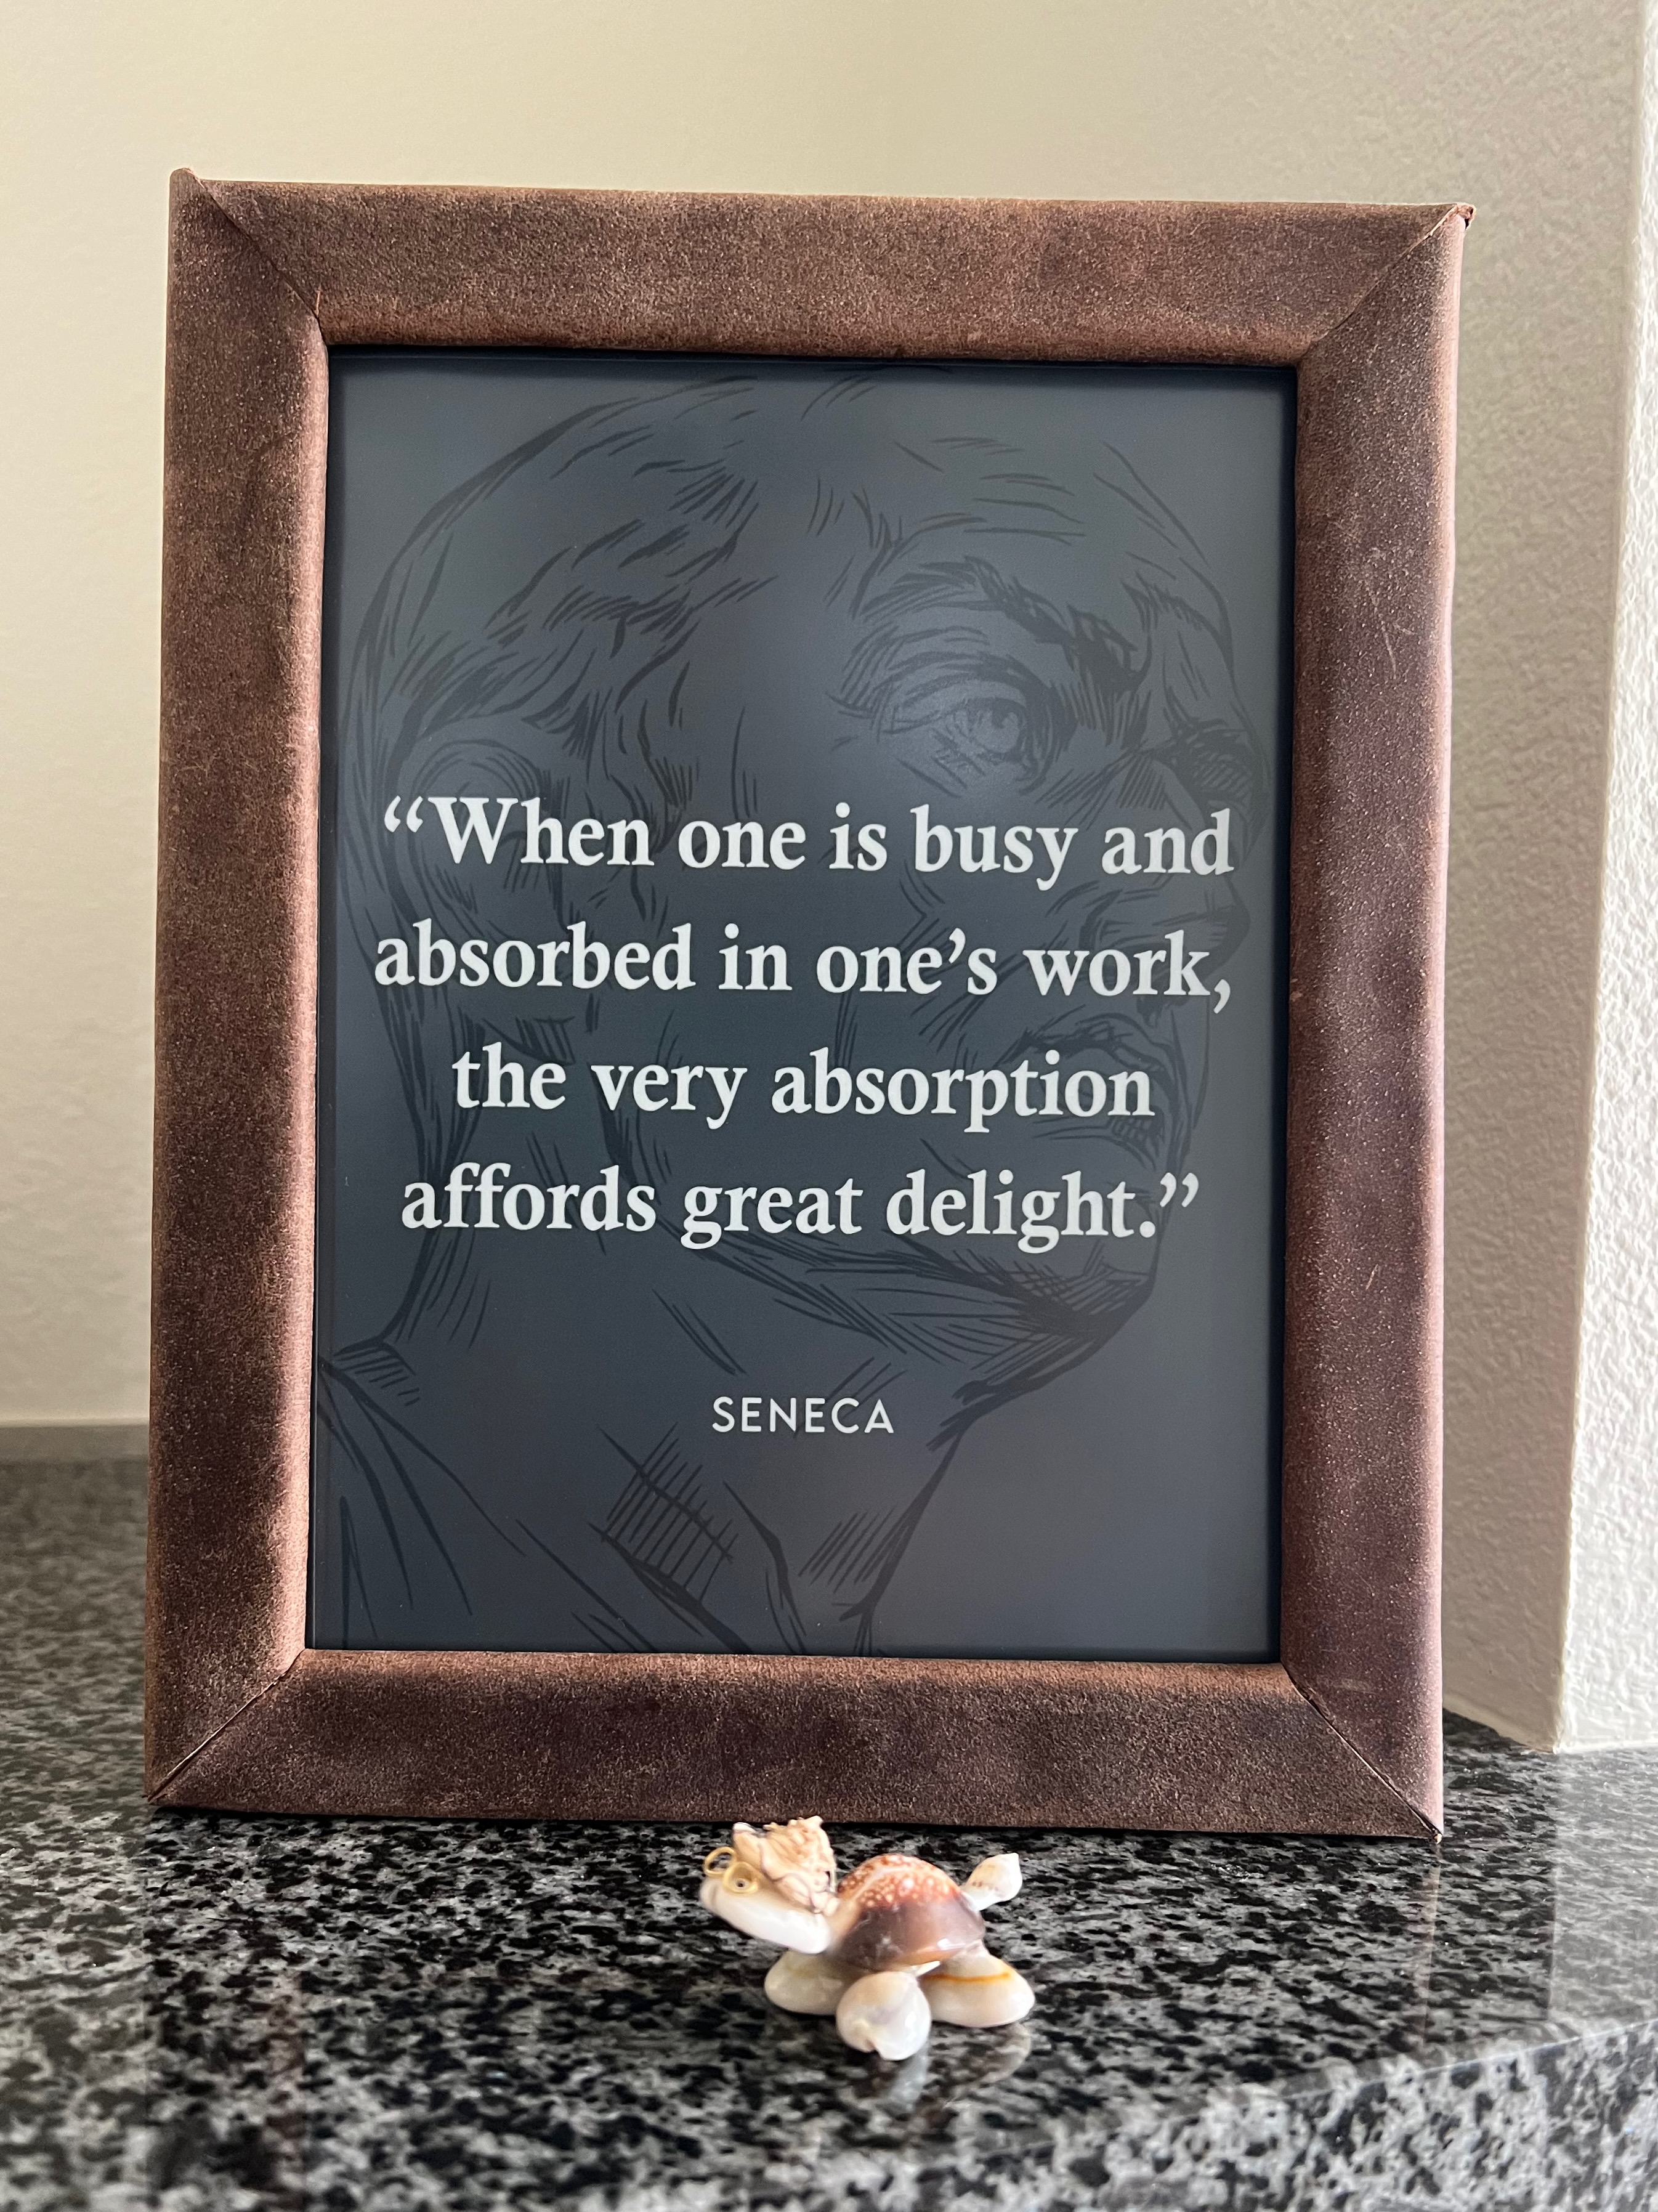 “When one is busy and
absorbed in one’s work,
the very absorption
affords great delight.”
SENECA